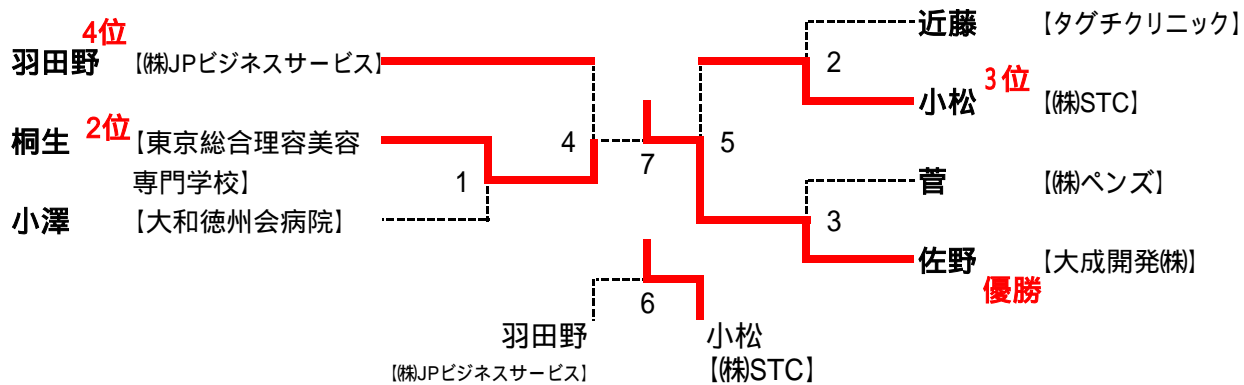 4位
羽田野 【㈱JPビジネスサービス】
桐生 2位 【東京総合理容美容
専門学校】
小澤 【大和徳州会病院】
1
4
7
5
2
3
近藤 【タグチクリニック】
小松 3位 【㈱STC】
菅 【㈱ペンズ】
佐野 【大成開発㈱】
優勝
6
羽田野 小松
【㈱JPビジネスサービス】 【㈱STC】